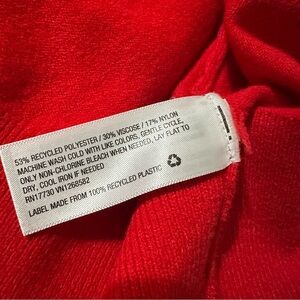 53% RECYCLED POLYESTER / 30% VISCOSE / 17% NYLON
MACHINE WASH COLD WITH LIKE COLORS, GENTLE CYCLE,
ONLY NON-CHLORINE BLEACH WHEN NEEDED, LAY FLAT TO
DRY, COOL IRON IF NEEDED
RN17730 VN1268582
LABEL MADE FROM 100% RECYCLED PLASTIC